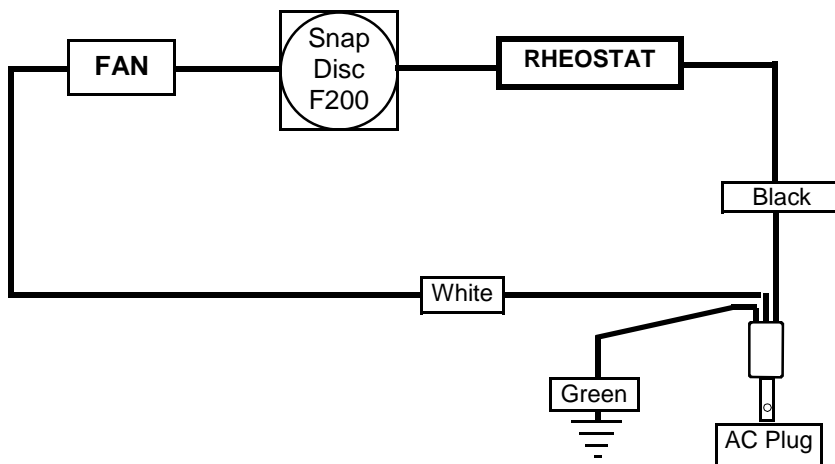 FAN
Snap
Disc
F200
RHEOSTAT
Black
White
Green
AC Plug